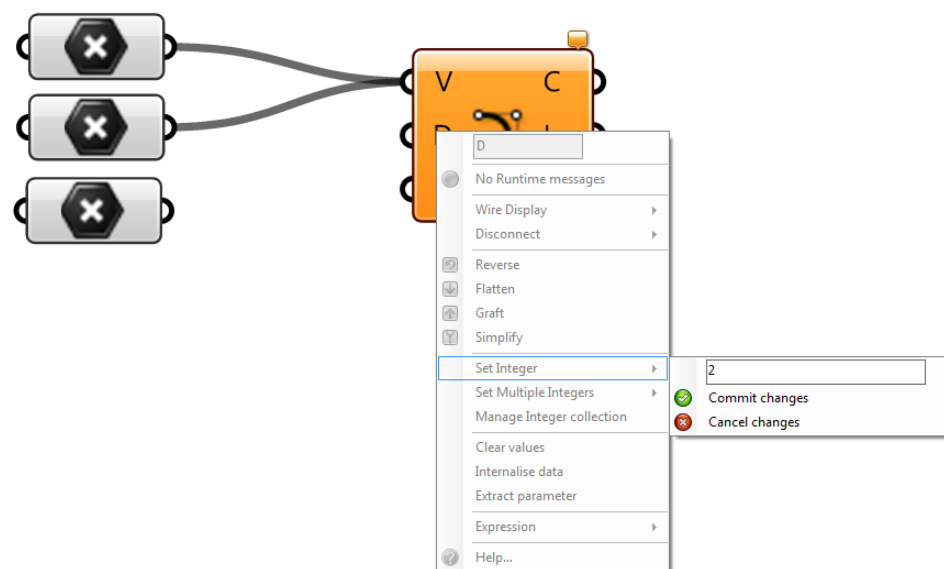 V C
D
No Runtime messages
Wire Display
Disconnect
Reverse
Flatten
Graft
Simplify
Set Integer
2
Set Multiple Integers
Commit changes
Manage Integer collection
Cancel changes
Clear values
Internalise data
Extract parameter
Expression
Help...